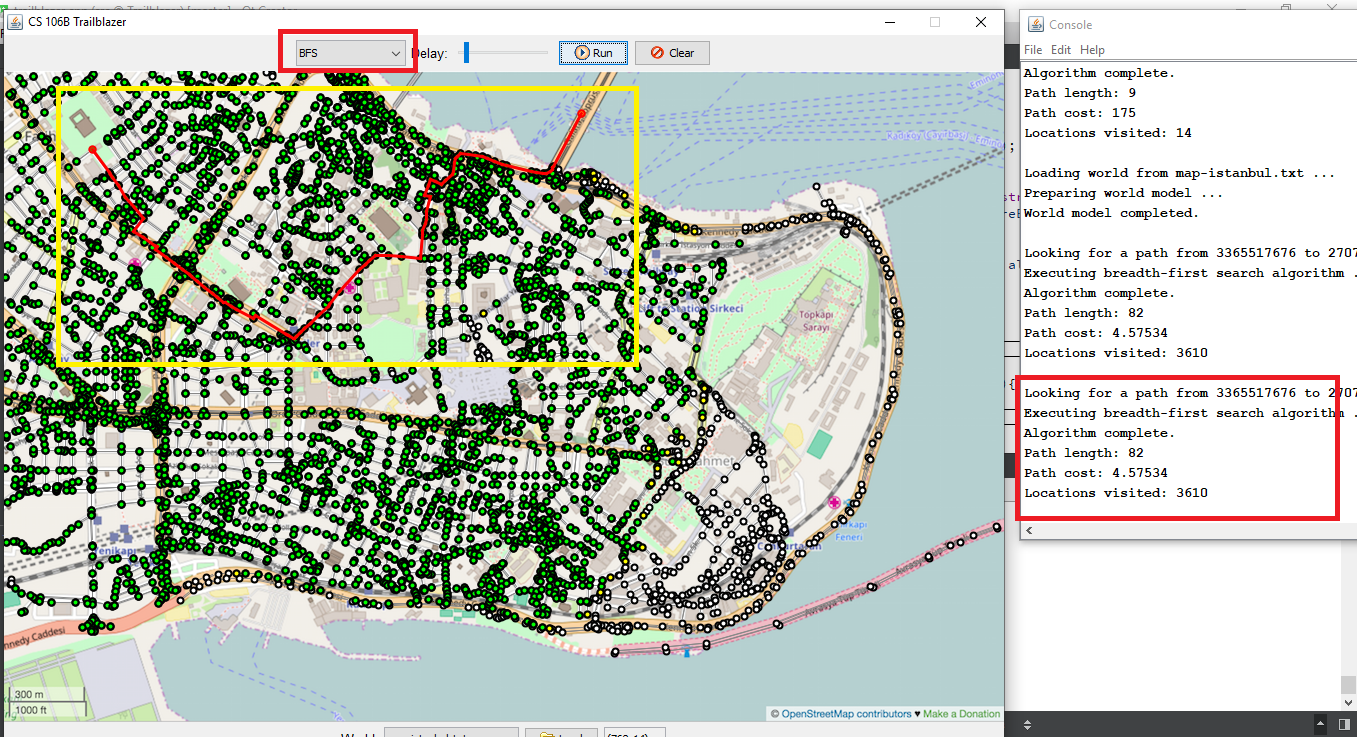 CS 106B Trailblazer
BFS
Delay:
Run
Clear
Kadıköy (Çayırbaşı)
Kennedy
Station Sirkeci
Topkapı
Sarayı
Yenikapı
Feneri
Kennedy Caddesi
300 m
1000 ft
© OpenStreetMap contributors ♥ Make a Donation
Console
File Edit Help
Algorithm complete.
Path length: 9
Path cost: 175
Locations visited: 14
Loading world from map-istanbul.txt ...
Preparing world model ...
World model completed.
Looking for a path from 3365517676 to 2707
Executing breadth-first search algorithm .
Algorithm complete.
Path length: 82
Path cost: 4.57534
Locations visited: 3610
Looking for a path from 3365517676 to 2707
Executing breadth-first search algorithm .
Algorithm complete.
Path length: 82
Path cost: 4.57534
Locations visited: 3610